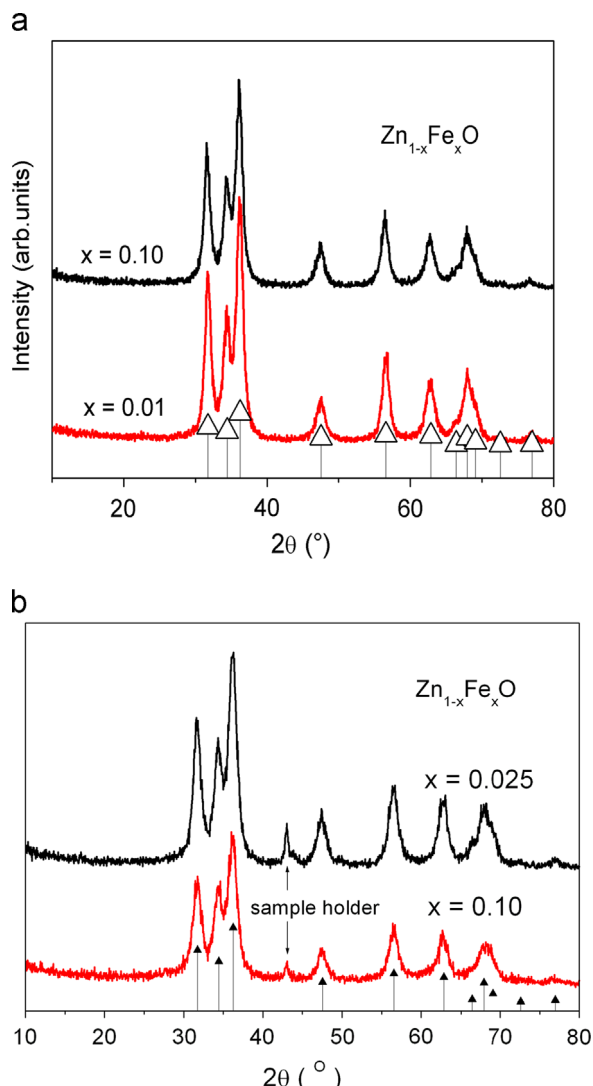 a
Zn1-xFexO
Intensity (arb.units)
x = 0.10
x = 0.01
20 40 60 80
2θ (°)
b
Zn1-xFexO
x = 0.025
sample holder
x = 0.10
10 20 30 40 50 60 70 80
2θ ( O )